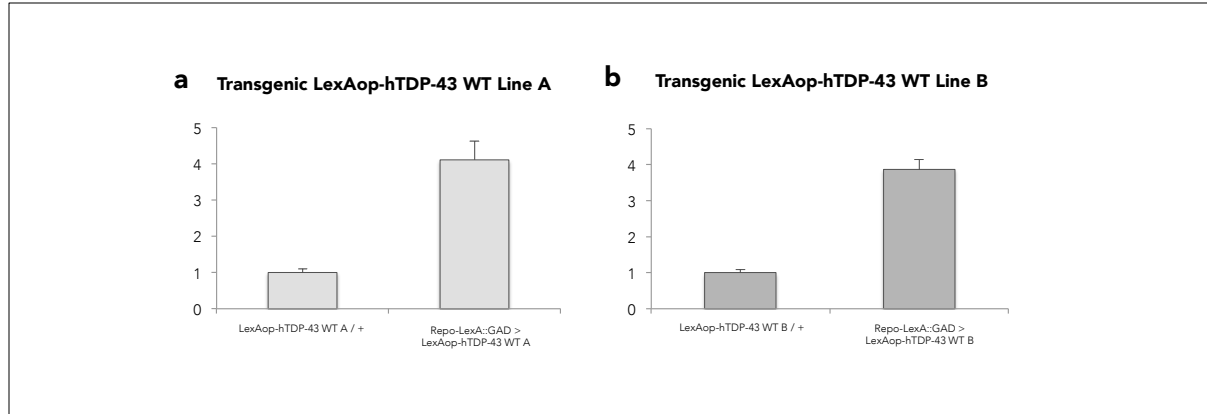 a Transgenic LexAop-hTDP-43 WT Line A
5
4
3
2
1
0
LexAop-hTDP-43 WT A / +
Repo-LexA::GAD >
LexAop-hTDP-43 WT A
b Transgenic LexAop-hTDP-43 WT Line B
5
4
3
2
1
0
LexAop-hTDP-43 WT B / +
Repo-LexA::GAD >
LexAop-hTDP-43 WT B